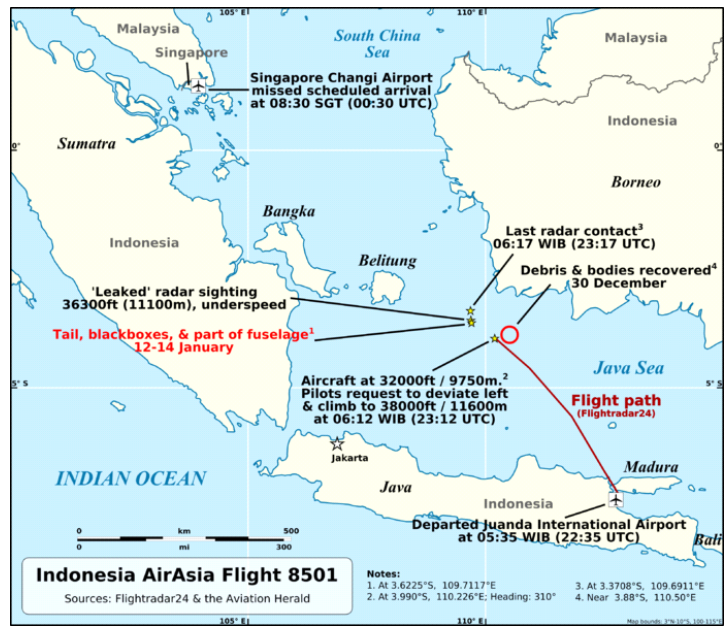 105° E
110° E
Malaysia
Singapore
South China
Sea
Malaysia
Singapore Changi Airport
missed scheduled arrival
at 08:30 SGT (00:30 UTC)
Indonesia
Sumatra
0°
0°
Borneo
Bangka
Last radar contact³
06:17 WIB (23:17 UTC)
Indonesia
Belitung
Debris & bodies recovered⁴
30 December
'Leaked' radar sighting
36300ft (11100m), underspeed
Tail, blackboxes, & part of fuselage¹
12-14 January
Java Sea
Aircraft at 32000ft / 9750m.²
Pilots request to deviate left
& climb to 38000ft / 11600m
at 06:12 WIB (23:12 UTC)
5° S
5° S
Flight path
(Flightradar24)
Jakarta
INDIAN OCEAN
Java
Madura
Indonesia
Departed Juanda International Airport
at 05:35 WIB (22:35 UTC)
Bali
0 km 500
0 mi 300
Indonesia AirAsia Flight 8501
Sources: Flightradar24 & the Aviation Herald
Notes:
1. At 3.6225°S, 109.7117°E
2. At 3.990°S, 110.226°E; Heading: 310°
3. At 3.3708°S, 109.6911°E
4. Near 3.88°S, 110.50°E
105° E
110° E
Map bounds: 3°N-10°S, 100-115°E